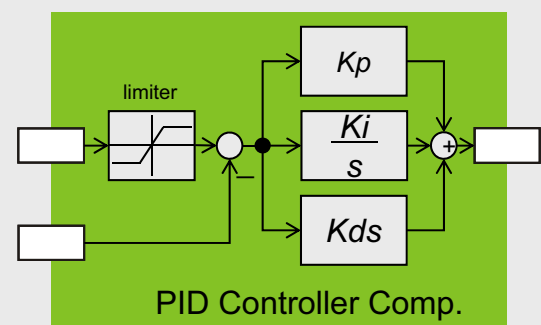 Kp
limiter
Ki
s
+
Kds
PID Controller Comp.